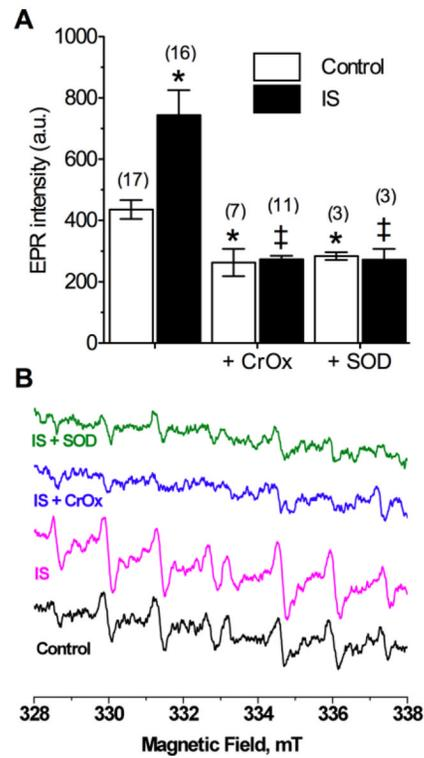 A
EPR intensity (a.u.)
1000
800
600
400
200
0
(17)
(16)
*
(7)
*
(11)
‡
(3)
*
(3)
‡
Control
IS
+ CrOx
+ SOD
B
IS + SOD
IS + CrOx
IS
Control
328 330 332 334 336 338
Magnetic Field, mT